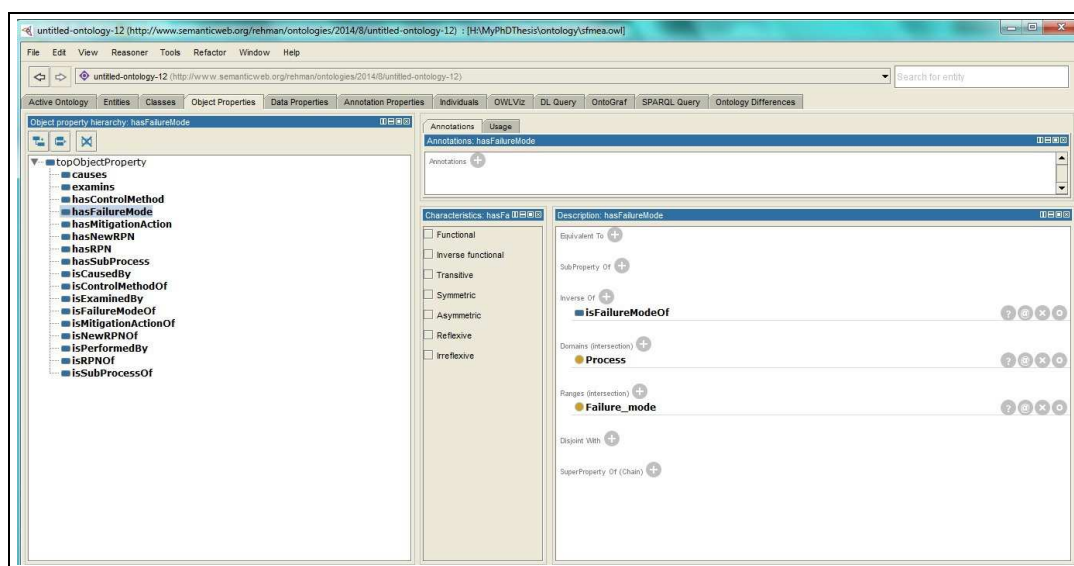 untitled-ontology-12 (http://www.semanticweb.org/rehman/ontologies/2014/8/untitled-ontology-12) : [H:\MyPhDThesis\ontology\sfmea.owl]
File Edit View Reasoner Tools Refactor Window Help
untitled-ontology-12 (http://www.semanticweb.org/rehman/ontologies/2014/8/untitled-ontology-12)
Search for entity
Active Ontology Entities Classes Object Properties Data Properties Annotation Properties Individuals OWLViz DL Query OntoGraf SPARQL Query Ontology Differences
Object property hierarchy: hasFailureMode
topObjectProperty
causes
examins
hasControlMethod
hasFailureMode
hasMitigationAction
hasNewRPN
hasRPN
hasSubProcess
isCausedBy
isControlMethodOf
isExaminedBy
isFailureModeOf
isMitigationActionOf
isNewRPNOf
isPerformedBy
isRPNOf
isSubProcessOf
Annotations Usage
Annotations: hasFailureMode
Annotations
Characteristics: hasFa
Functional
Inverse functional
Transitive
Symmetric
Asymmetric
Reflexive
Irreflexive
Description: hasFailureMode
Equivalent To
SubProperty Of
Inverse Of
isFailureModeOf
Domains (intersection)
Process
Ranges (intersection)
Failure_mode
Disjoint With
SuperProperty Of (Chain)